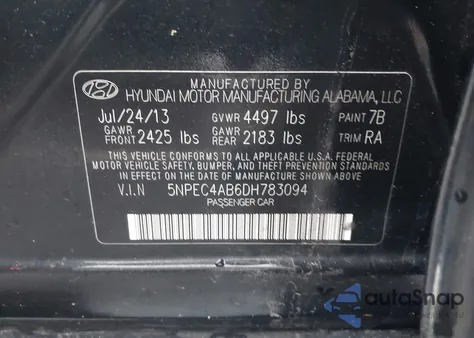 MANUFACTURED BY
HYUNDAI MOTOR MANUFACTURING ALABAMA, LLC
Jul/24/13 GVWR 4497 lbs PAINT 7B
GAWR FRONT 2425 lbs GAWR REAR 2183 lbs TRIM RA
THIS VEHICLE CONFORMS TO ALL APPLICABLE U.S. FEDERAL
MOTOR VEHICLE SAFETY, BUMPER, AND THEFT PREVENTION STANDARDS
IN EFFECT ON THE DATE OF MANUFACTURE SHOWN ABOVE.
V.I.N 5NPEC4AB6DH783094
PASSENGER CAR
autoSnap